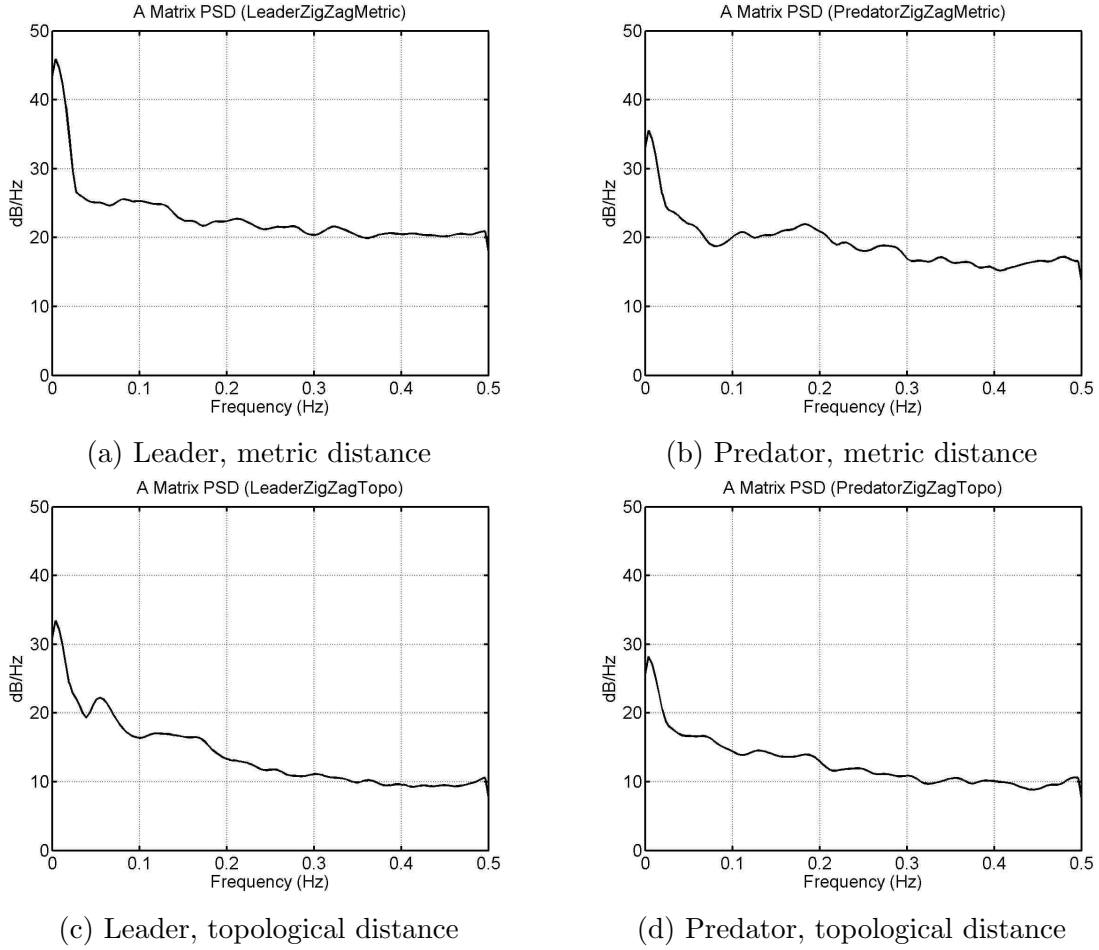 A Matrix PSD (LeaderZigZagMetric)
50
40
30
20
10
0
dB/Hz
0 0.1 0.2 0.3 0.4 0.5
Frequency (Hz)
(a) Leader, metric distance
A Matrix PSD (PredatorZigZagMetric)
50
40
30
20
10
0
dB/Hz
0 0.1 0.2 0.3 0.4 0.5
Frequency (Hz)
(b) Predator, metric distance
A Matrix PSD (LeaderZigZagTopo)
50
40
30
20
10
0
dB/Hz
0 0.1 0.2 0.3 0.4 0.5
Frequency (Hz)
(c) Leader, topological distance
A Matrix PSD (PredatorZigZagTopo)
50
40
30
20
10
0
dB/Hz
0 0.1 0.2 0.3 0.4 0.5
Frequency (Hz)
(d) Predator, topological distance